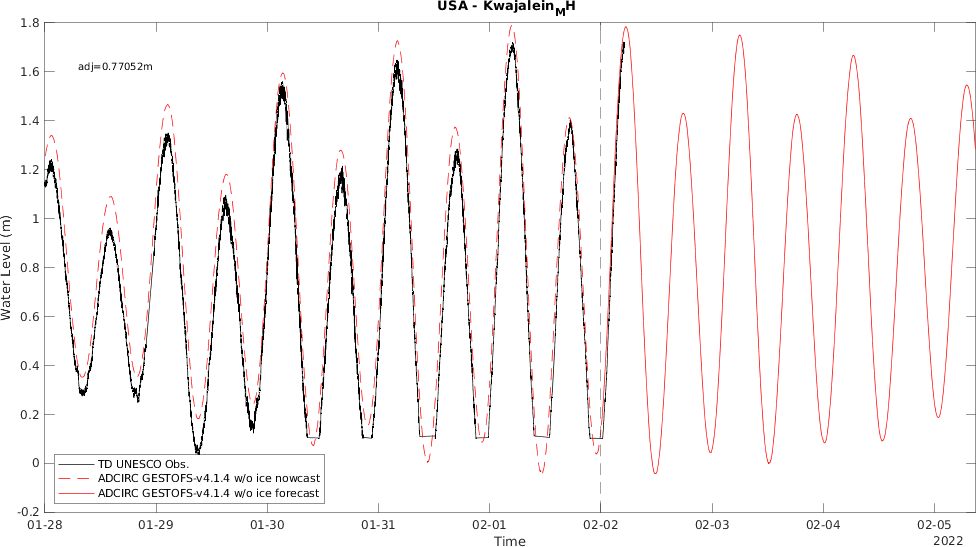 USA - Kwajalein_MH
1.8
1.6
1.4
1.2
1
0.8
0.6
0.4
0.2
0
-0.2
Water Level (m)
adj=0.77052m
TD UNESCO Obs.
ADCIRC GESTOFS-v4.1.4 w/o ice nowcast
ADCIRC GESTOFS-v4.1.4 w/o ice forecast
01-28 01-29 01-30 01-31 02-01 02-02 02-03 02-04 02-05
Time
2022